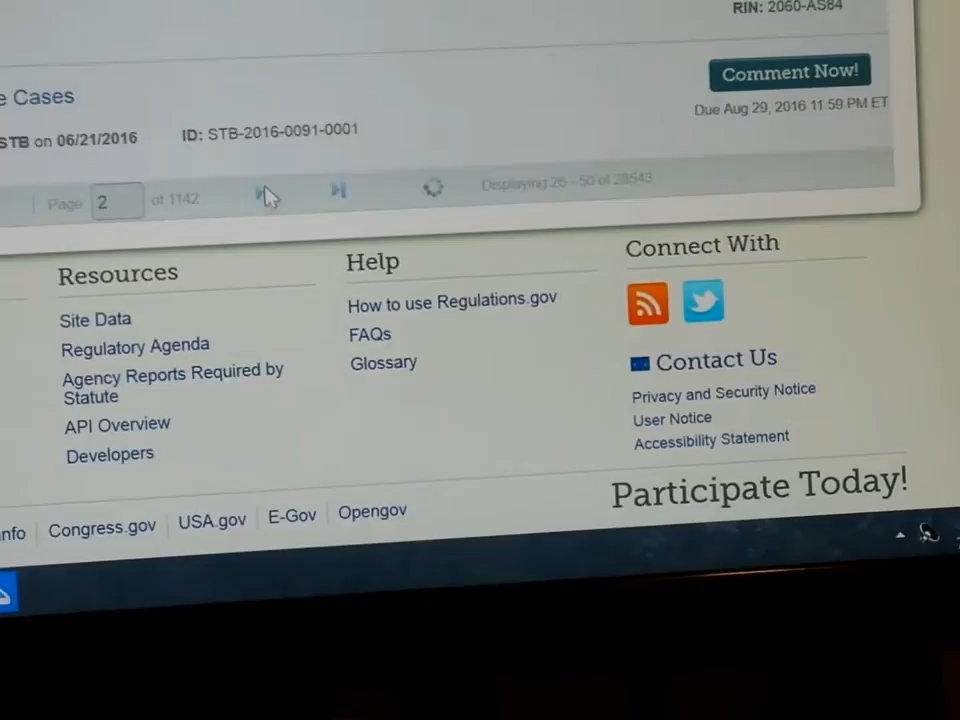 RIN: 2060-AS84
Comment Now!
e Cases
Due Aug 29, 2016 11:59 PM ET
STB on 06/21/2016 ID: STB-2016-0091-0001
Page 2 of 1142 Displaying 26 - 50 of 28543
Resources
Site Data
Regulatory Agenda
Agency Reports Required by
Statute
API Overview
Developers
Help
How to use Regulations.gov
FAQs
Glossary
Connect With
Contact Us
Privacy and Security Notice
User Notice
Accessibility Statement
Participate Today!
nfo Congress.gov USA.gov E-Gov Opengov